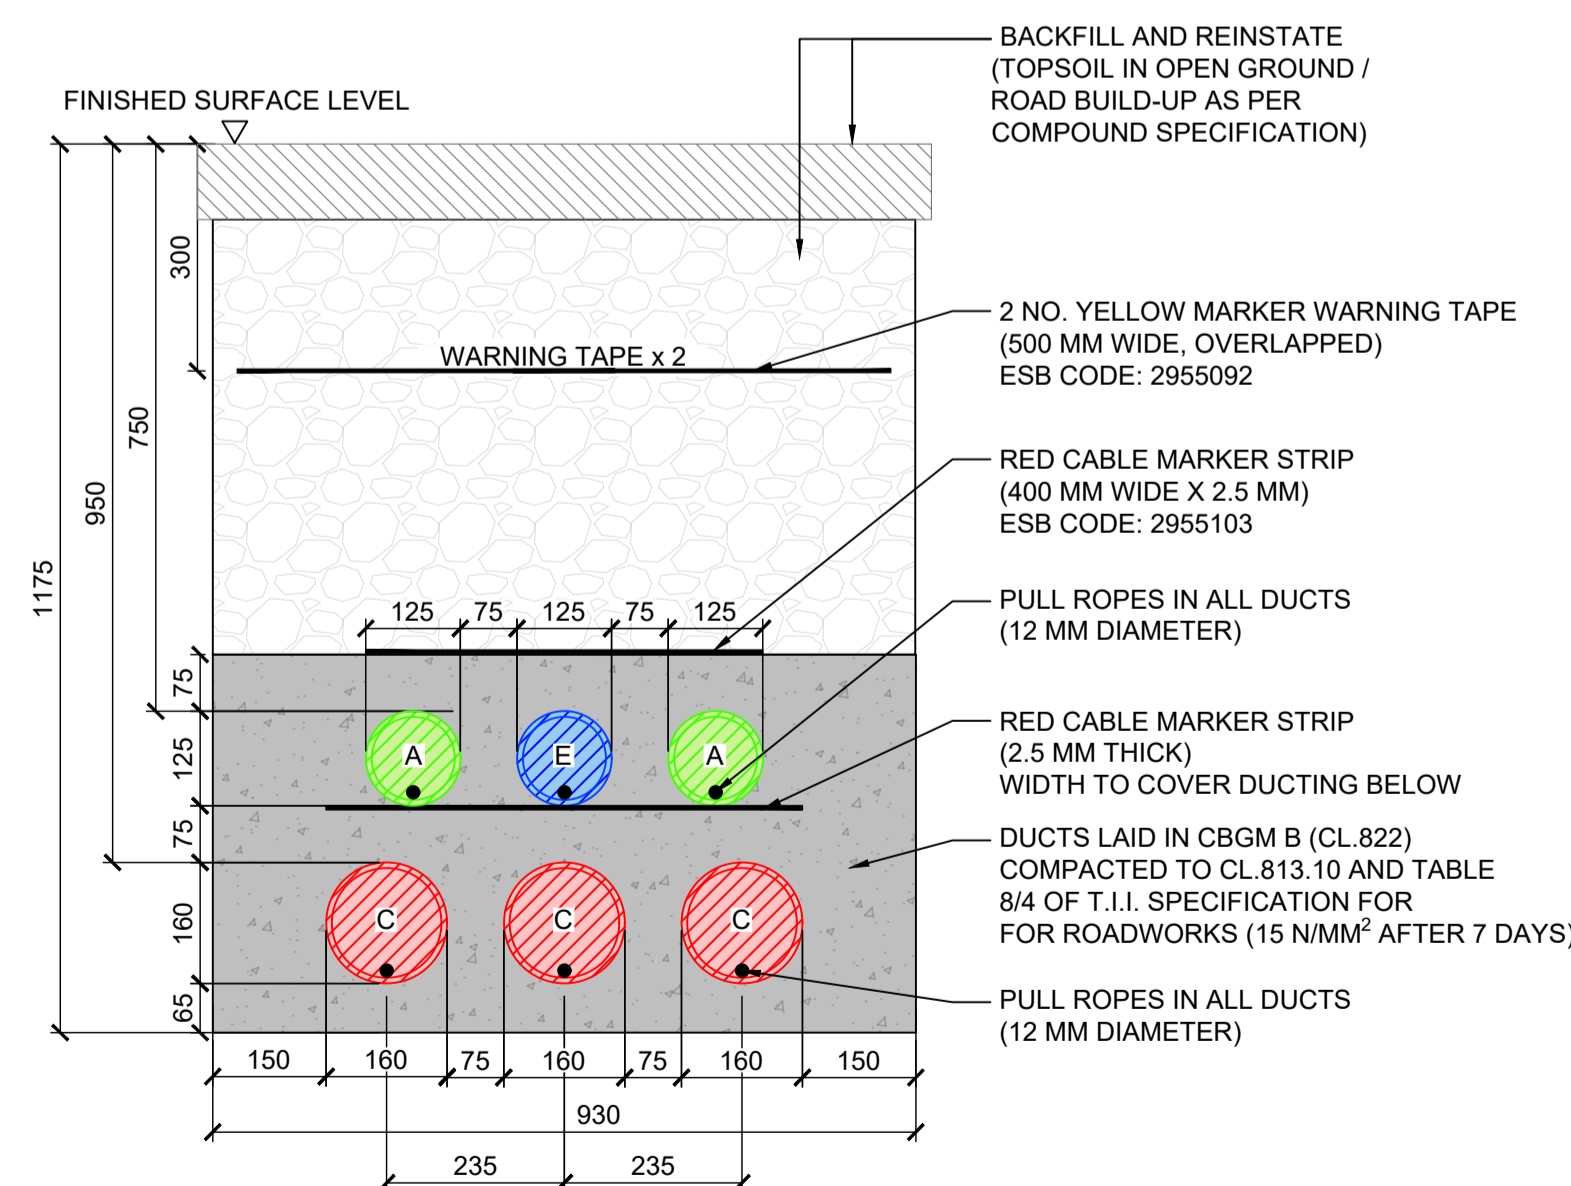 BACKFILL AND REINSTATE
(TOPSOIL IN OPEN GROUND /
ROAD BUILD-UP AS PER
COMPOUND SPECIFICATION)
FINISHED SURFACE LEVEL
300
2 NO. YELLOW MARKER WARNING TAPE
(500 MM WIDE, OVERLAPPED)
ESB CODE: 2955092
WARNING TAPE x 2
750
RED CABLE MARKER STRIP
(400 MM WIDE X 2.5 MM)
ESB CODE: 2955103
950
1175
PULL ROPES IN ALL DUCTS
(12 MM DIAMETER)
125 75 125 75 125
75
RED CABLE MARKER STRIP
(2.5 MM THICK)
WIDTH TO COVER DUCTING BELOW
125
A E A
75
DUCTS LAID IN CBGM B (CL.822)
COMPACTED TO CL.813.10 AND TABLE
8/4 OF T.I.I. SPECIFICATION FOR
FOR ROADWORKS (15 N/MM² AFTER 7 DAYS)
160
C C C
65
PULL ROPES IN ALL DUCTS
(12 MM DIAMETER)
150 160 75 160 75 160 150
930
235 235